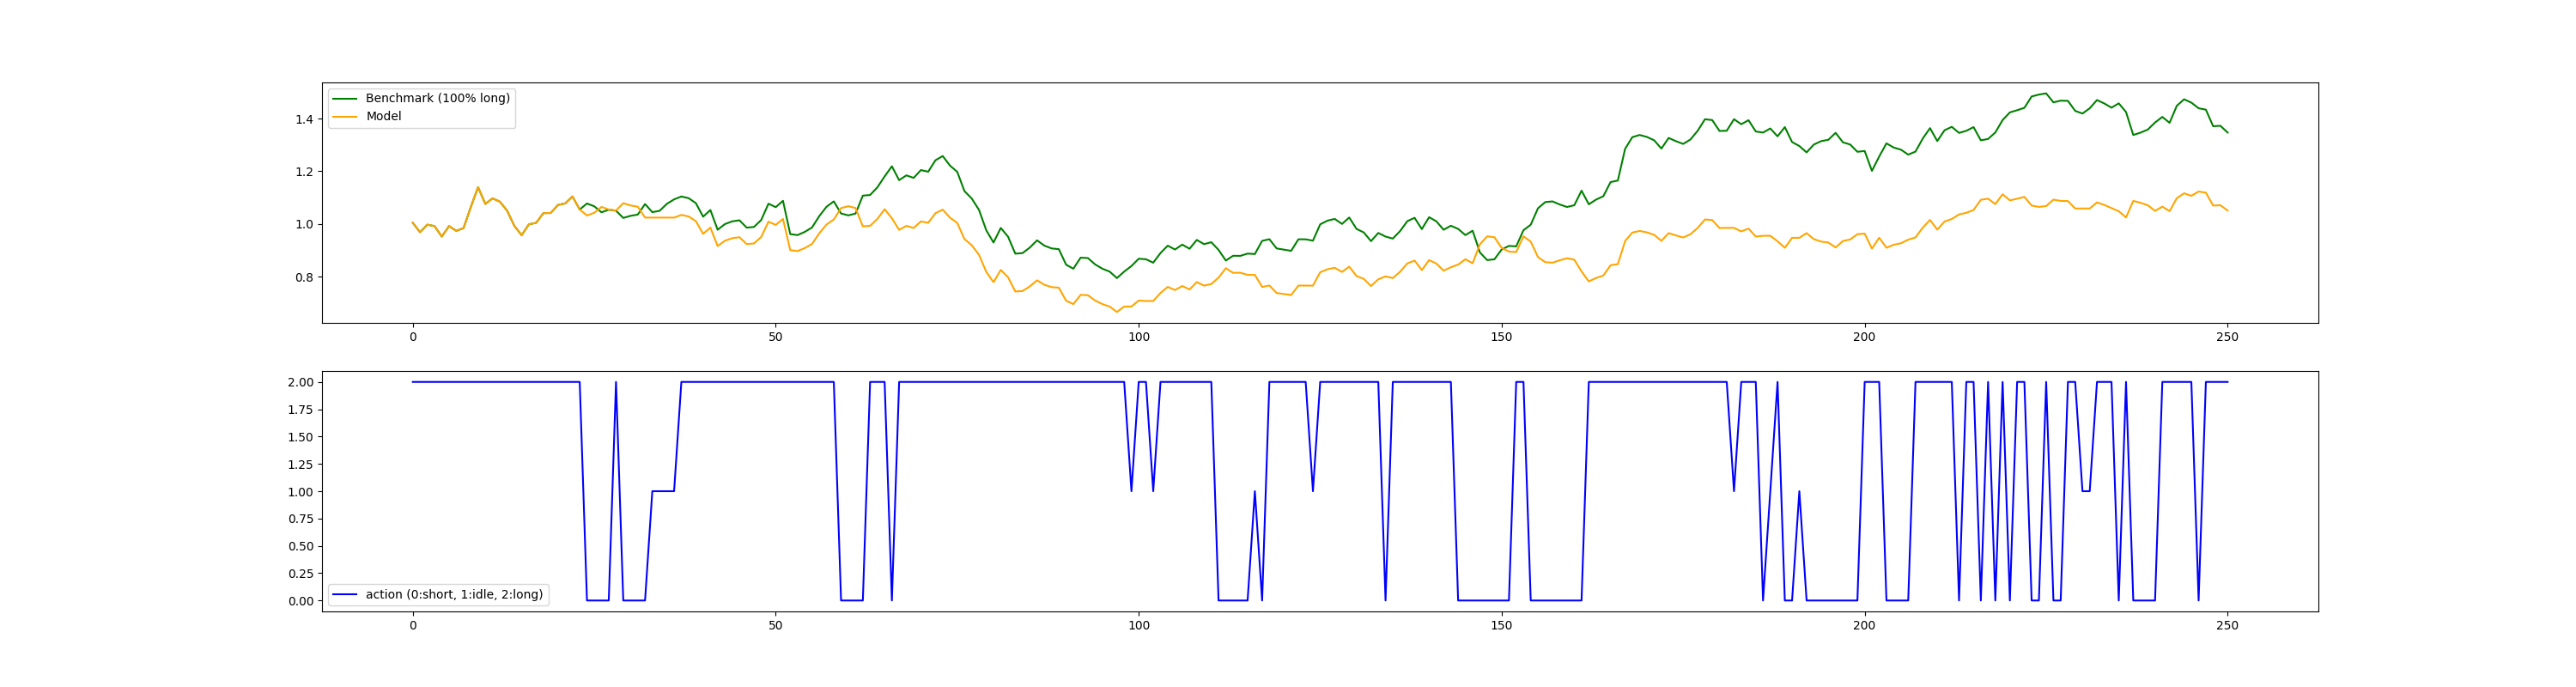 Benchmark (100% long)
Model
1.4
1.2
1.0
0.8
0 50 100 150 200 250
2.00
1.75
1.50
1.25
1.00
0.75
0.50
0.25
0.00
action (0:short, 1:idle, 2:long)
0 50 100 150 200 250